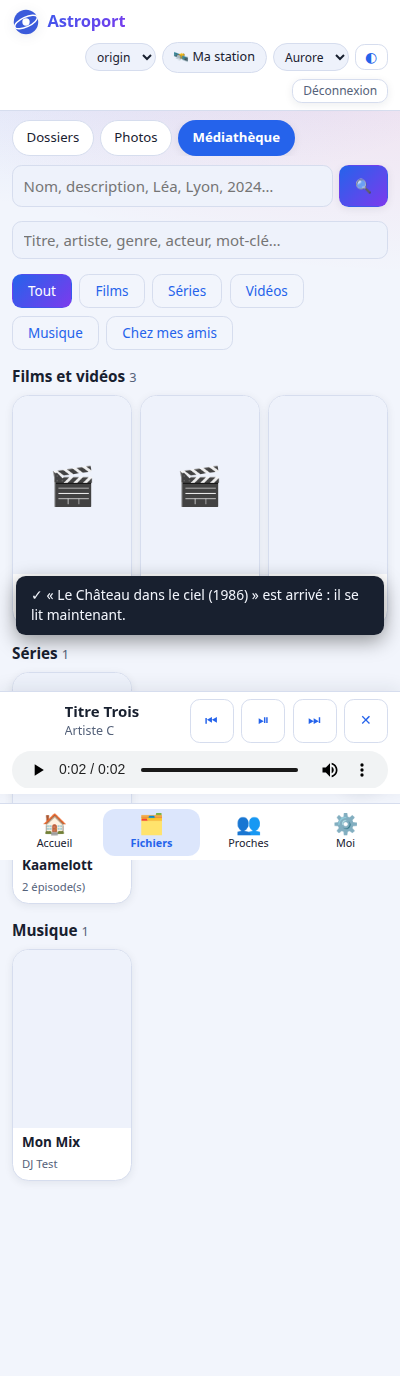 Astroport
origin
Ma station
Aurore
Déconnexion
Dossiers
Photos
Médiathèque
Nom, description, Léa, Lyon, 2024...
Titre, artiste, genre, acteur, mot-clé...
Tout
Films
Séries
Vidéos
Musique
Chez mes amis
Films et vidéos 3
✓ « Le Château dans le ciel (1986) » est arrivé : il se
lit maintenant.
Séries 1
Titre Trois
Artiste C
0:02 / 0:02
Accueil
Fichiers
Proches
Moi
Kaamelott
2 épisode(s)
Musique 1
Mon Mix
DJ Test